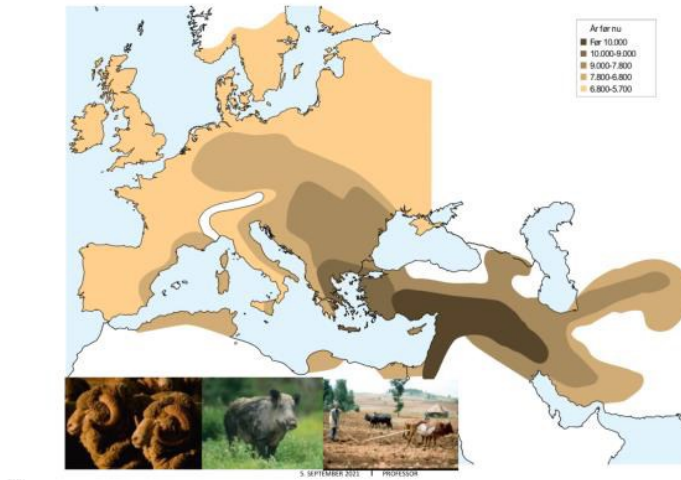 År før nu
Før 10.000
10.000-9.000
9.000-7.800
7.800-6.800
6.800-5.700
5. SEPTEMBER 2021 | PROFESSOR